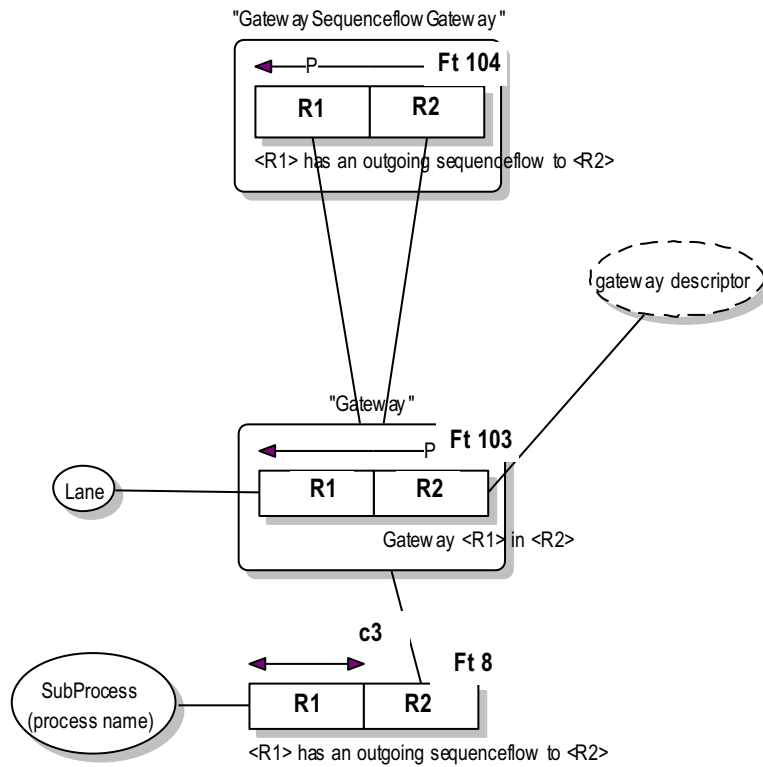 "Gateway Sequenceflow Gateway"
P
Ft 104
R1 R2
<R1> has an outgoing sequenceflow to <R2>
gateway descriptor
"Gateway"
P
Ft 103
Lane
R1 R2
Gateway <R1> in <R2>
c3
Ft 8
SubProcess
(process name)
R1 R2
<R1> has an outgoing sequenceflow to <R2>